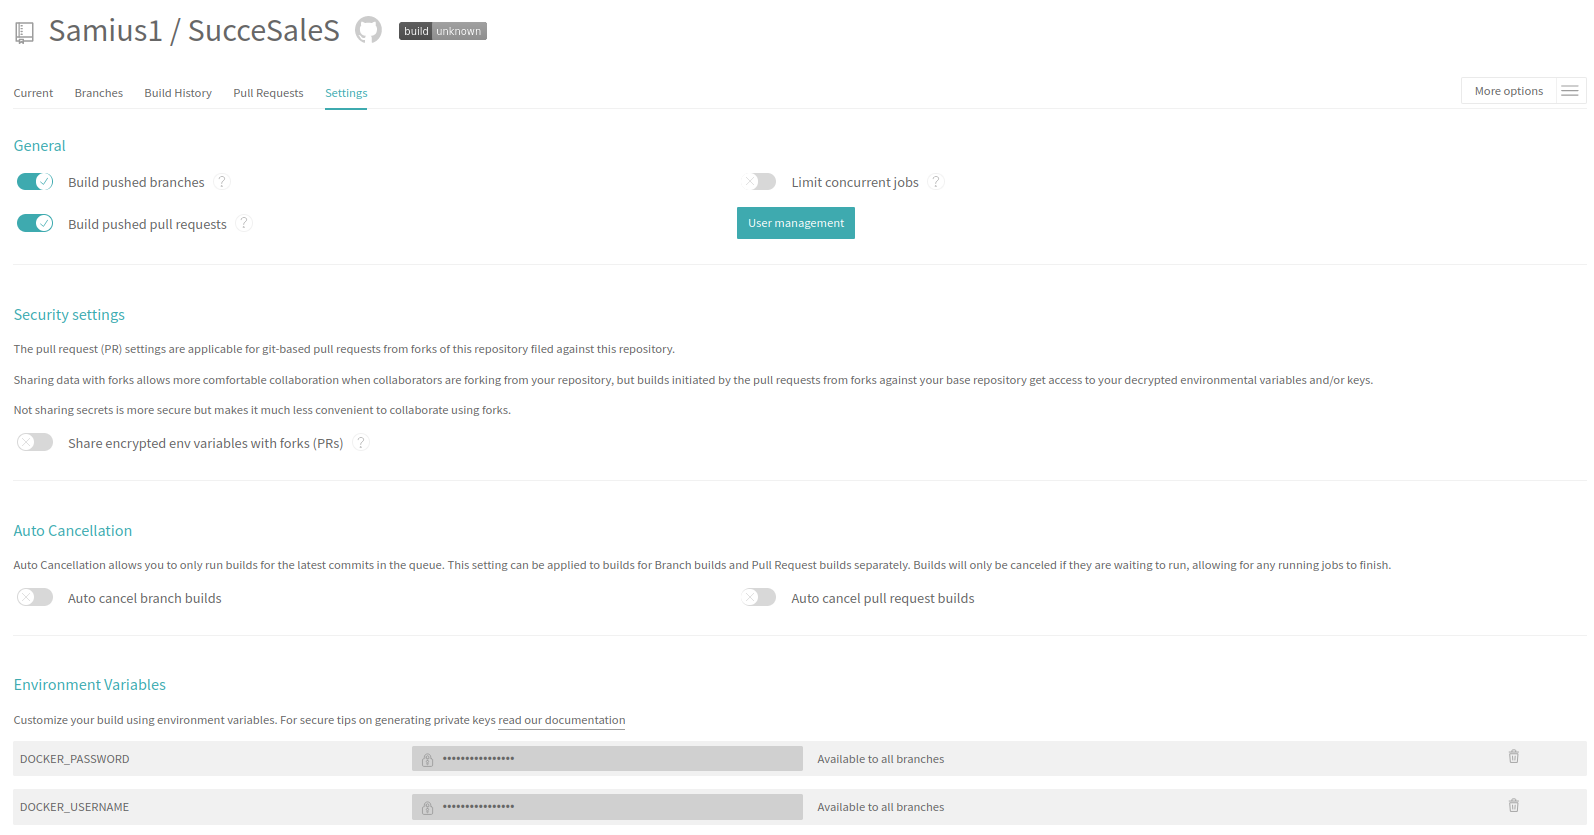 Samius1 / SucceSaleS build unknown
Current Branches Build History Pull Requests Settings More options
General
Build pushed branches ? Limit concurrent jobs ?
Build pushed pull requests ? User management
Security settings
The pull request (PR) settings are applicable for git-based pull requests from forks of this repository filed against this repository.
Sharing data with forks allows more comfortable collaboration when collaborators are forking from your repository, but builds initiated by the pull requests from forks against your base repository get access to your decrypted environmental variables and/or keys.
Not sharing secrets is more secure but makes it much less convenient to collaborate using forks.
Share encrypted env variables with forks (PRs) ?
Auto Cancellation
Auto Cancellation allows you to only run builds for the latest commits in the queue. This setting can be applied to builds for Branch builds and Pull Request builds separately. Builds will only be canceled if they are waiting to run, allowing for any running jobs to finish.
Auto cancel branch builds Auto cancel pull request builds
Environment Variables
Customize your build using environment variables. For secure tips on generating private keys read our documentation
DOCKER_PASSWORD •••••••••••••••• Available to all branches
DOCKER_USERNAME •••••••••••••••• Available to all branches